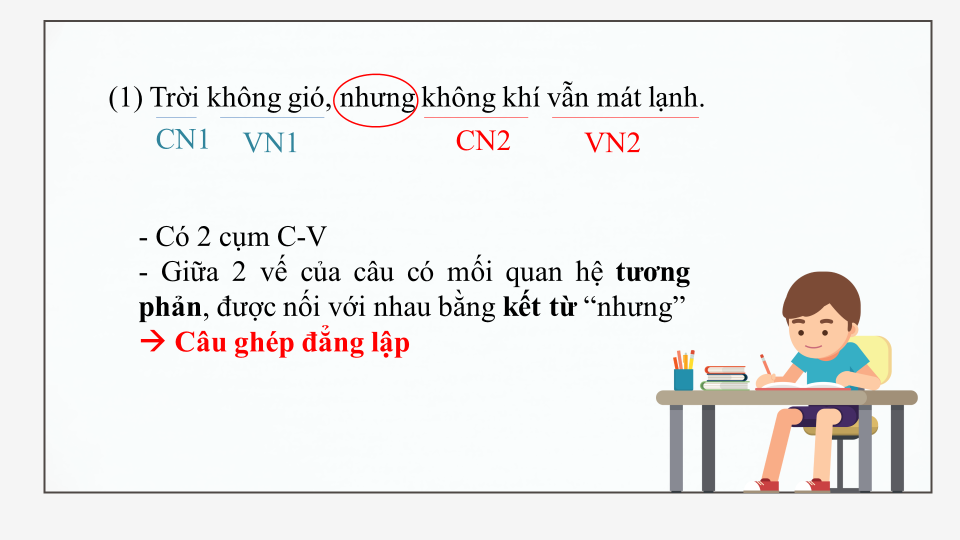 (1) Trời không gió, nhưng không khí vẫn mát lạnh.
CN1 VN1 CN2 VN2
- Có 2 cụm C-V
- Giữa 2 vế của câu có mối quan hệ tương
phản, được nối với nhau bằng kết từ “nhưng”
→ Câu ghép đẳng lập